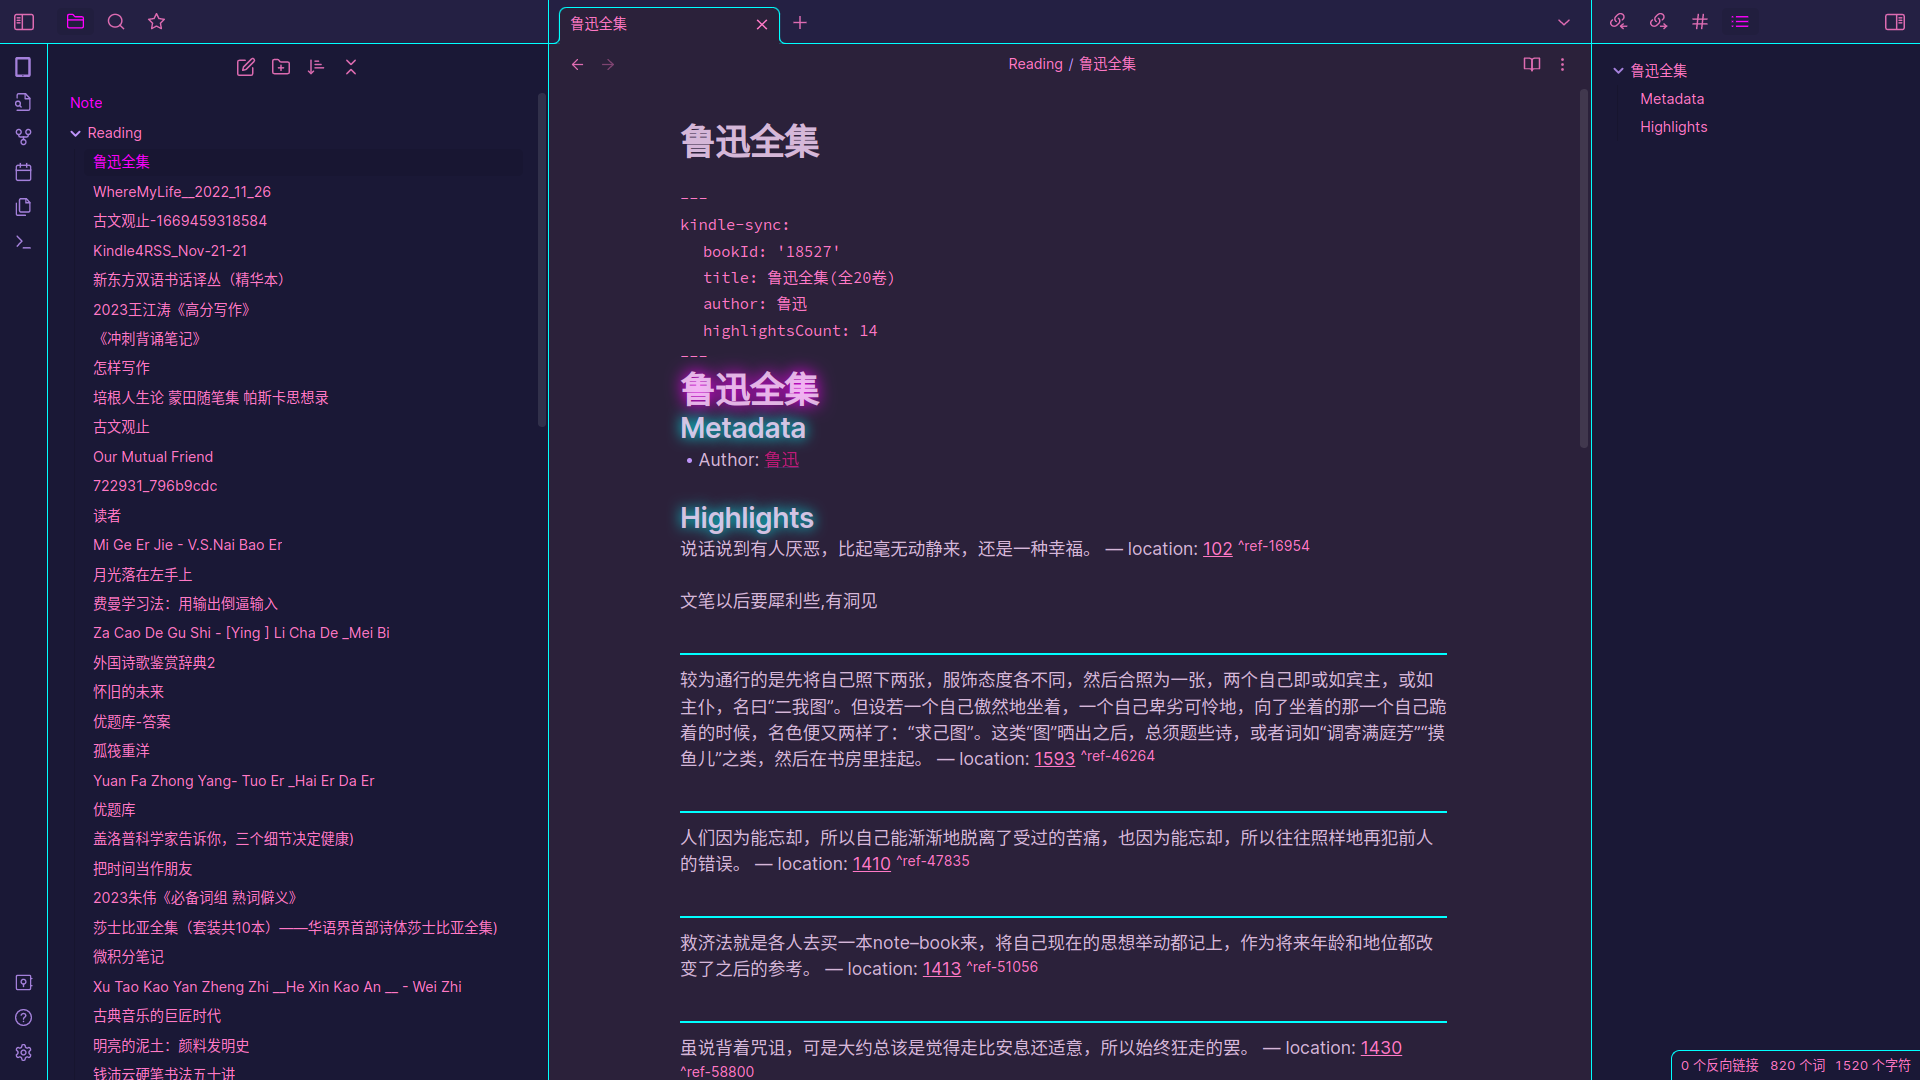 鲁迅全集
Note
Reading
鲁迅全集
WhereMyLife__2022_11_26
古文观止-1669459318584
Kindle4RSS_Nov-21-21
新东方双语书话译丛（精华本）
2023王江涛《高分写作》
《冲刺背诵笔记》
怎样写作
培根人生论 蒙田随笔集 帕斯卡思想录
古文观止
Our Mutual Friend
722931_796b9cdc
读者
Mi Ge Er Jie - V.S.Nai Bao Er
月光落在左手上
费曼学习法：用输出倒逼输入
Za Cao De Gu Shi - [Ying ] Li Cha De _Mei Bi
外国诗歌鉴赏辞典2
怀旧的未来
优题库-答案
孤筏重洋
Yuan Fa Zhong Yang- Tuo Er _Hai Er Da Er
优题库
盖洛普科学家告诉你，三个细节决定健康)
把时间当作朋友
2023朱伟《必备词组 熟词僻义》
莎士比亚全集（套装共10本）——华语界首部诗体莎士比亚全集)
微积分笔记
Xu Tao Kao Yan Zheng Zhi __He Xin Kao An __ - Wei Zhi
古典音乐的巨匠时代
明亮的泥土：颜料发明史
钱沛云硬笔书法五十讲
Reading / 鲁迅全集
鲁迅全集
---
kindle-sync:
bookId: '18527'
title: 鲁迅全集(全20卷)
author: 鲁迅
highlightsCount: 14
---
鲁迅全集
Metadata
• Author: 鲁迅
Highlights
说话说到有人厌恶，比起毫无动静来，还是一种幸福。 — location: 102 ^ref-16954
文笔以后要犀利些,有洞见
较为通行的是先将自己照下两张，服饰态度各不同，然后合照为一张，两个自己即或如宾主，或如
主仆，名曰“二我图”。但设若一个自己傲然地坐着，一个自己卑劣可怜地，向了坐着的那一个自己跪
着的时候，名色便又两样了：“求己图”。这类“图”晒出之后，总须题些诗，或者词如“调寄满庭芳”“摸
鱼儿”之类，然后在书房里挂起。 — location: 1593 ^ref-46264
人们因为能忘却，所以自己能渐渐地脱离了受过的苦痛，也因为能忘却，所以往往照样地再犯前人
的错误。 — location: 1410 ^ref-47835
救济法就是各人去买一本note–book来，将自己现在的思想举动都记上，作为将来年龄和地位都改
变了之后的参考。 — location: 1413 ^ref-51056
虽说背着咒诅，可是大约总该是觉得走比安息还适意，所以始终狂走的罢。 — location: 1430
^ref-58800
鲁迅全集
Metadata
Highlights
0 个反向链接 820 个词 1520 个字符